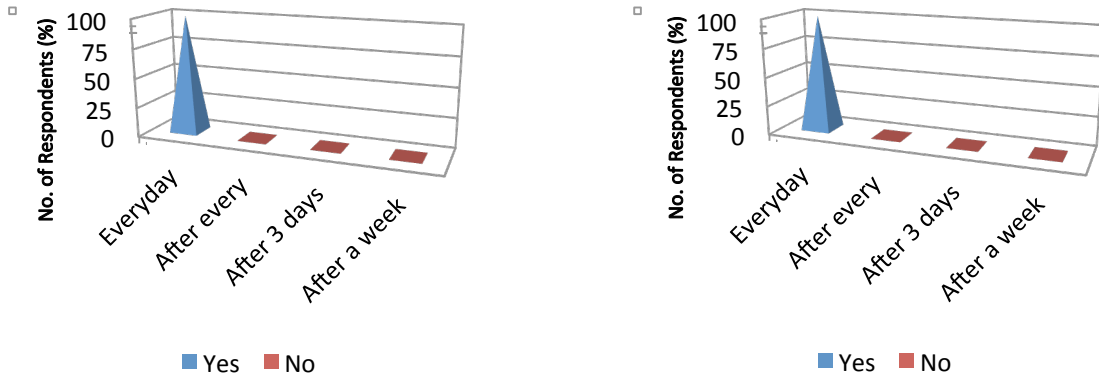 No. of Respondents (%)
100
75
50
25
0
Everyday
After every
After 3 days
After a week
Yes No
No. of Respondents (%)
100
75
50
25
0
Everyday
After every
After 3 days
After a week
Yes No